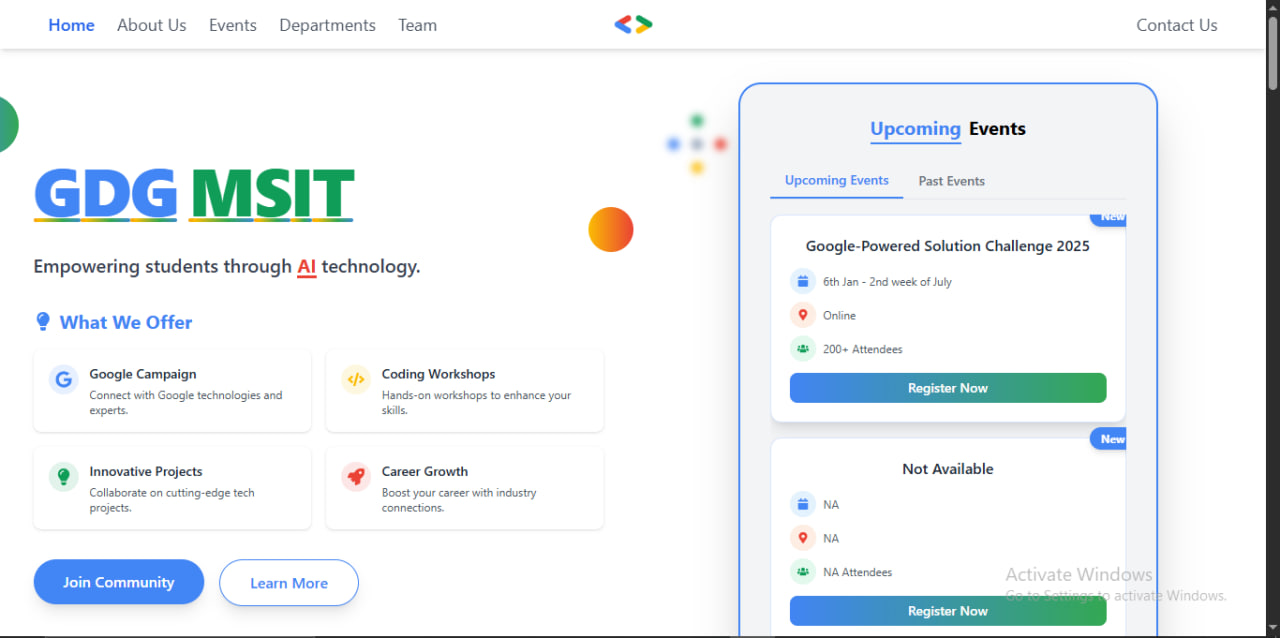 Home About Us Events Departments Team Contact Us
GDG MSIT
Empowering students through AI technology.
What We Offer
Google Campaign
Connect with Google technologies and
experts.
Coding Workshops
Hands-on workshops to enhance your
skills.
Innovative Projects
Collaborate on cutting-edge tech
projects.
Career Growth
Boost your career with industry
connections.
Join Community Learn More
Upcoming Events
Upcoming Events Past Events
New
Google-Powered Solution Challenge 2025
6th Jan - 2nd week of July
Online
200+ Attendees
Register Now
New
Not Available
NA
NA
NA Attendees
Register Now
Activate Windows
Go to Settings to activate Windows.